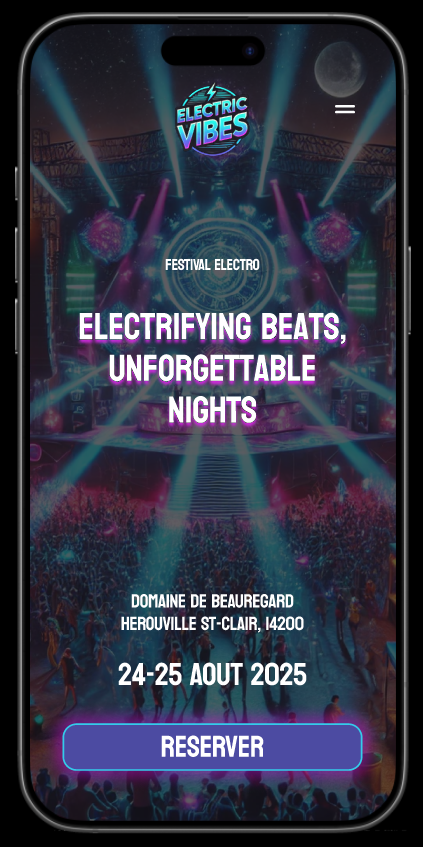 ELECTRIC
VIBES
FESTIVAL ELECTRO
ELECTRIFYING BEATS,
UNFORGETTABLE
NIGHTS
DOMAINE DE BEAUREGARD
HEROUVILLE ST-CLAIR, 14200
24-25 AOUT 2025
RESERVER